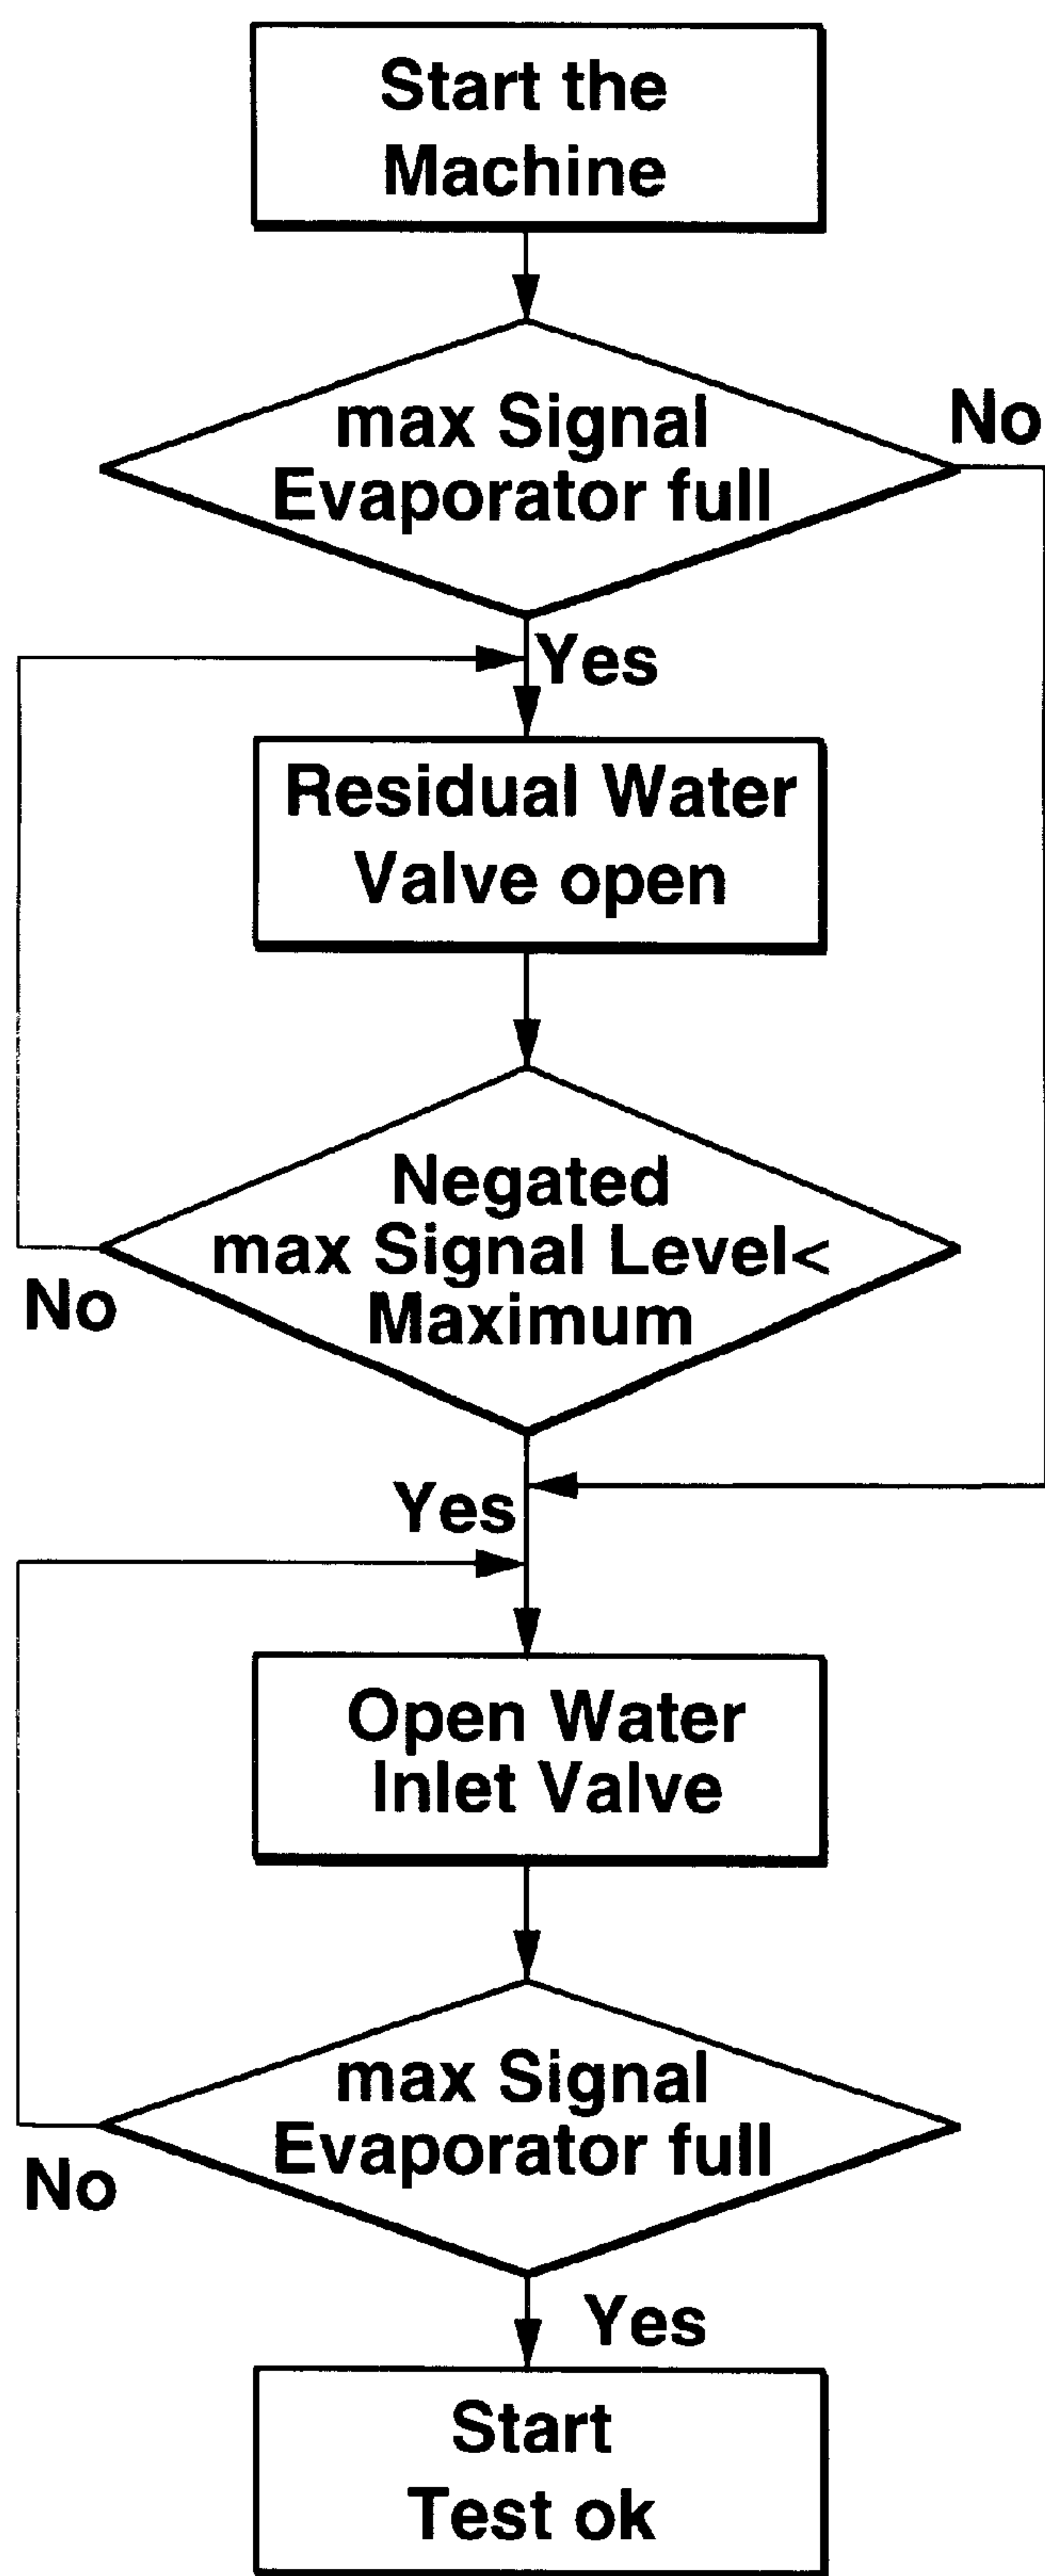 Start the
Machine
max Signal
Evaporator full
No
Yes
Residual Water
Valve open
Negated
max Signal Level<
Maximum
No
Yes
Open Water
Inlet Valve
max Signal
Evaporator full
No
Yes
Start
Test ok